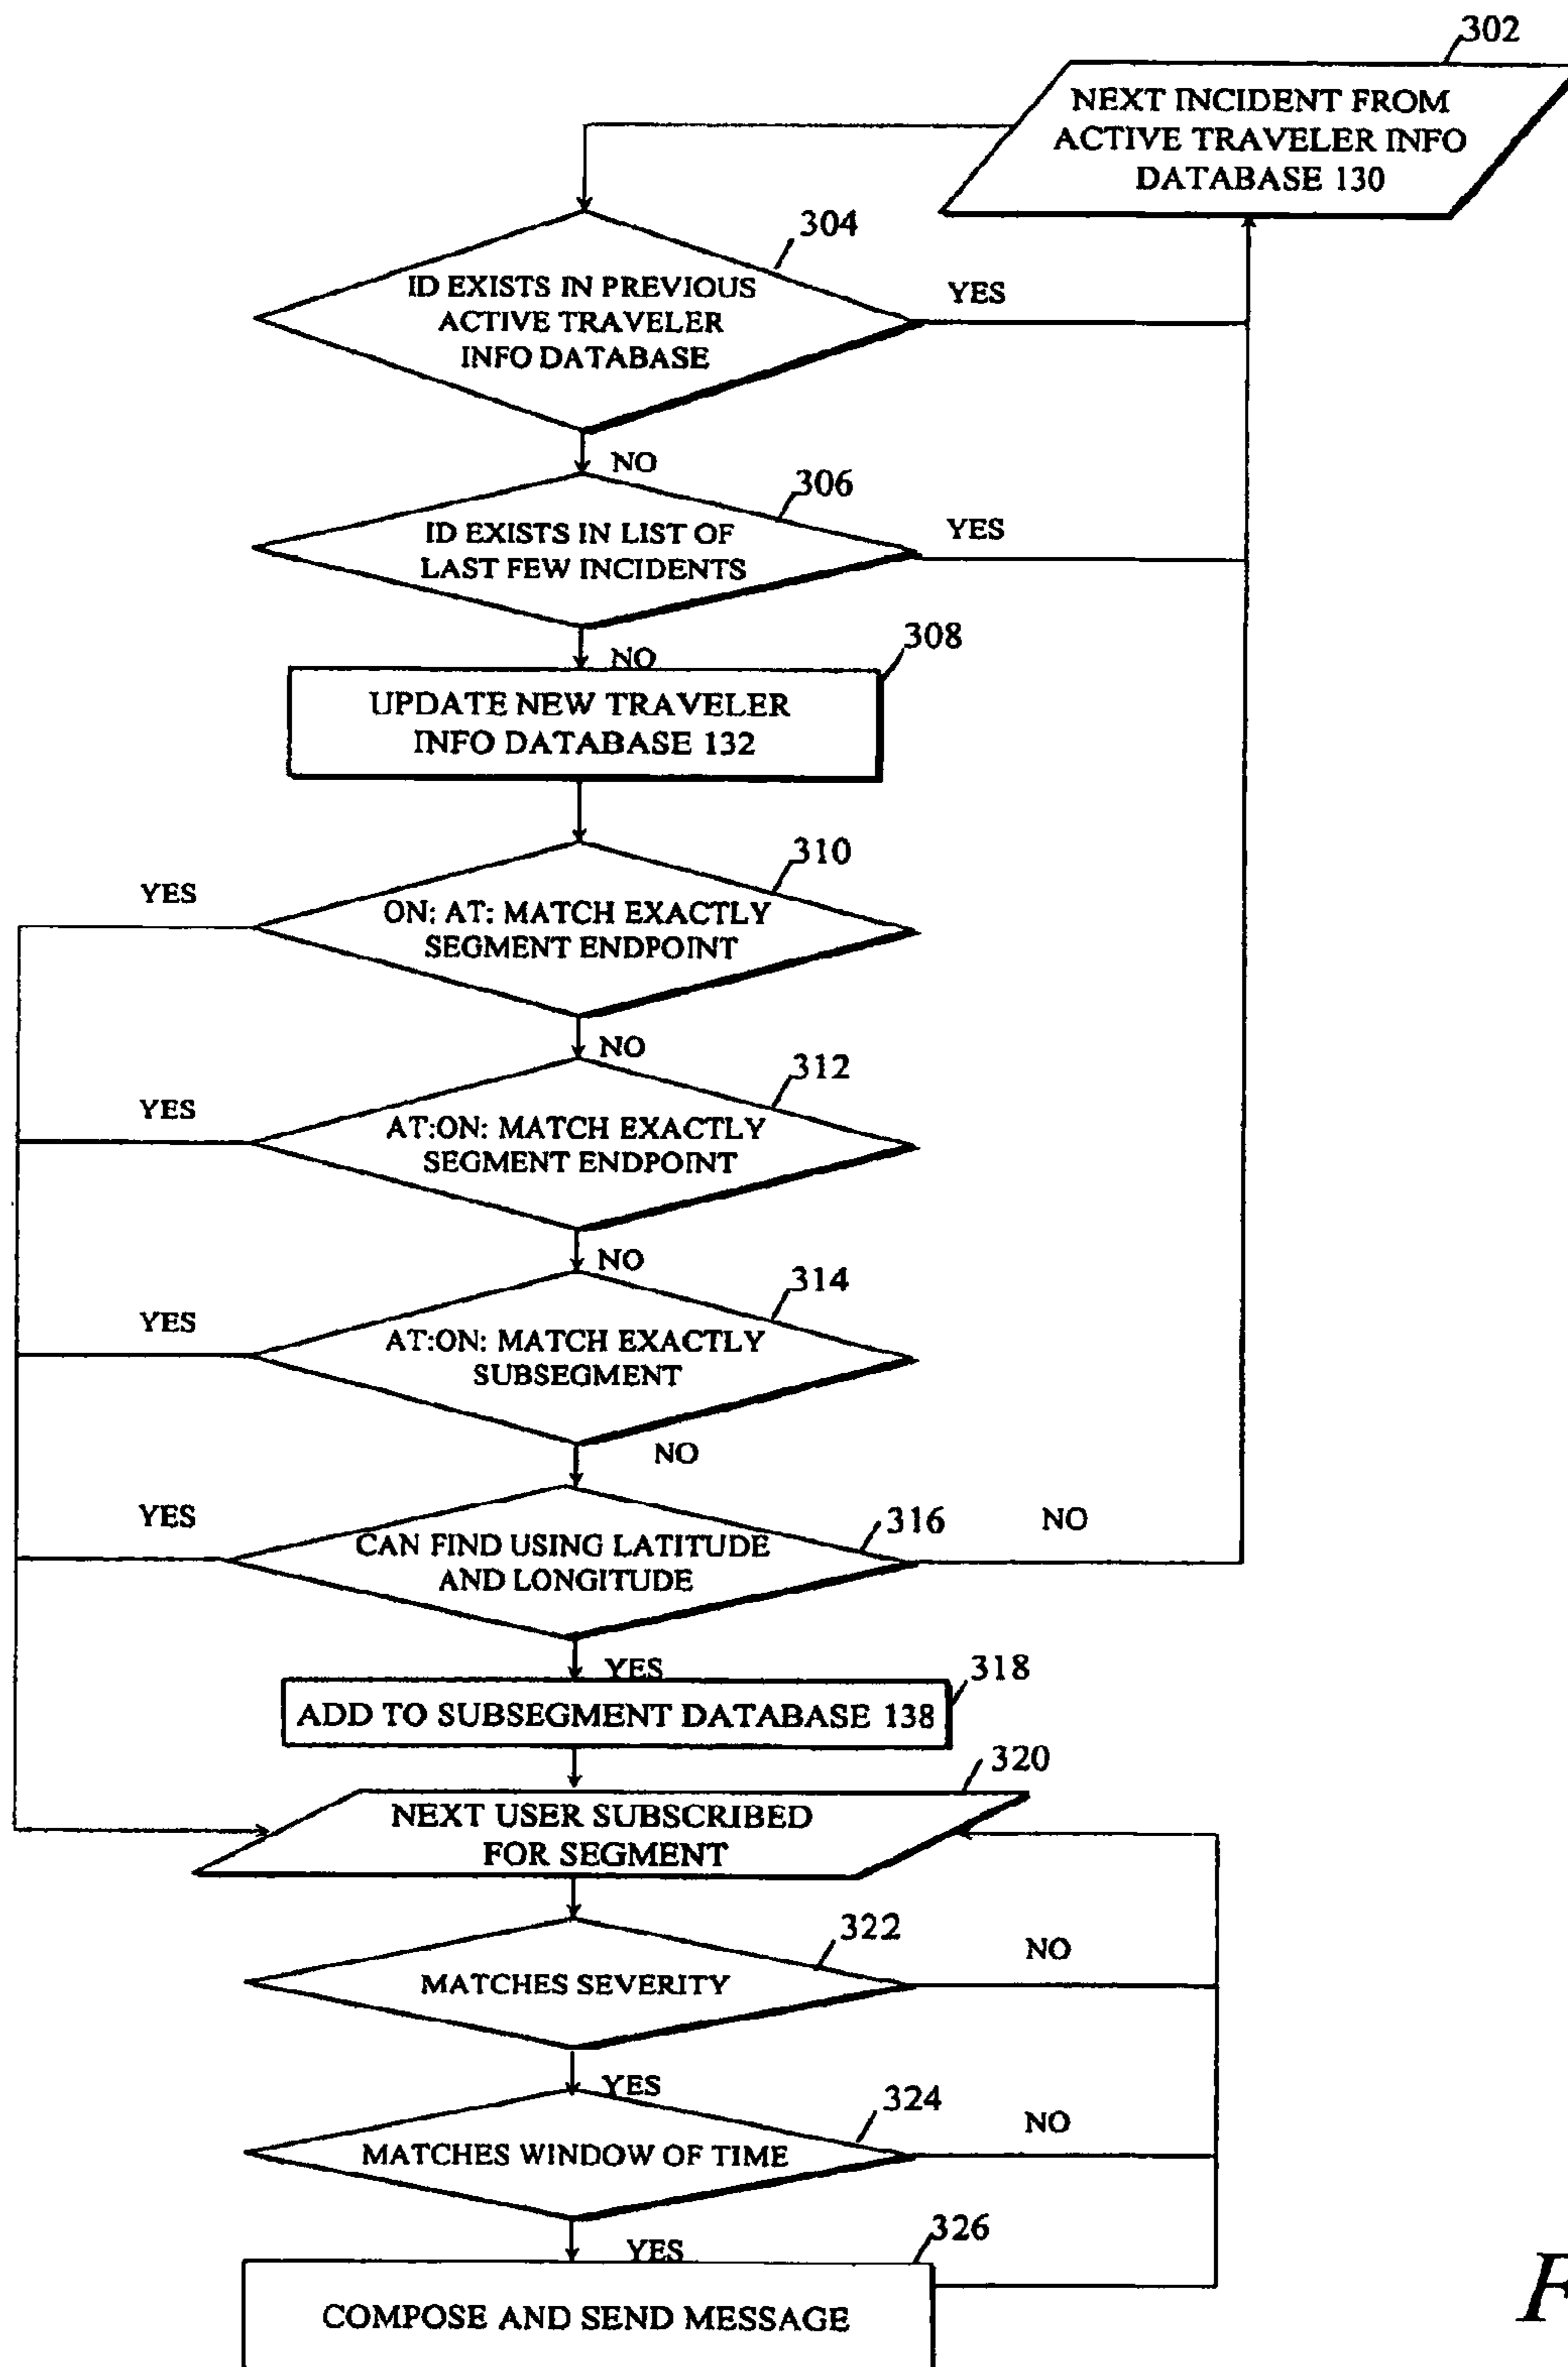 302
NEXT INCIDENT FROM
ACTIVE TRAVELER INFO
DATABASE 130
304
ID EXISTS IN PREVIOUS
ACTIVE TRAVELER
INFO DATABASE
YES
NO
306
ID EXISTS IN LIST OF
LAST FEW INCIDENTS
YES
NO
308
UPDATE NEW TRAVELER
INFO DATABASE 132
310
YES
ON: AT: MATCH EXACTLY
SEGMENT ENDPOINT
NO
312
YES
AT:ON: MATCH EXACTLY
SEGMENT ENDPOINT
NO
314
YES
AT:ON: MATCH EXACTLY
SUBSEGMENT
NO
YES
316
NO
CAN FIND USING LATITUDE
AND LONGITUDE
YES
318
ADD TO SUBSEGMENT DATABASE 138
320
NEXT USER SUBSCRIBED
FOR SEGMENT
322
NO
MATCHES SEVERITY
YES
324
NO
MATCHES WINDOW OF TIME
YES
326
COMPOSE AND SEND MESSAGE
F